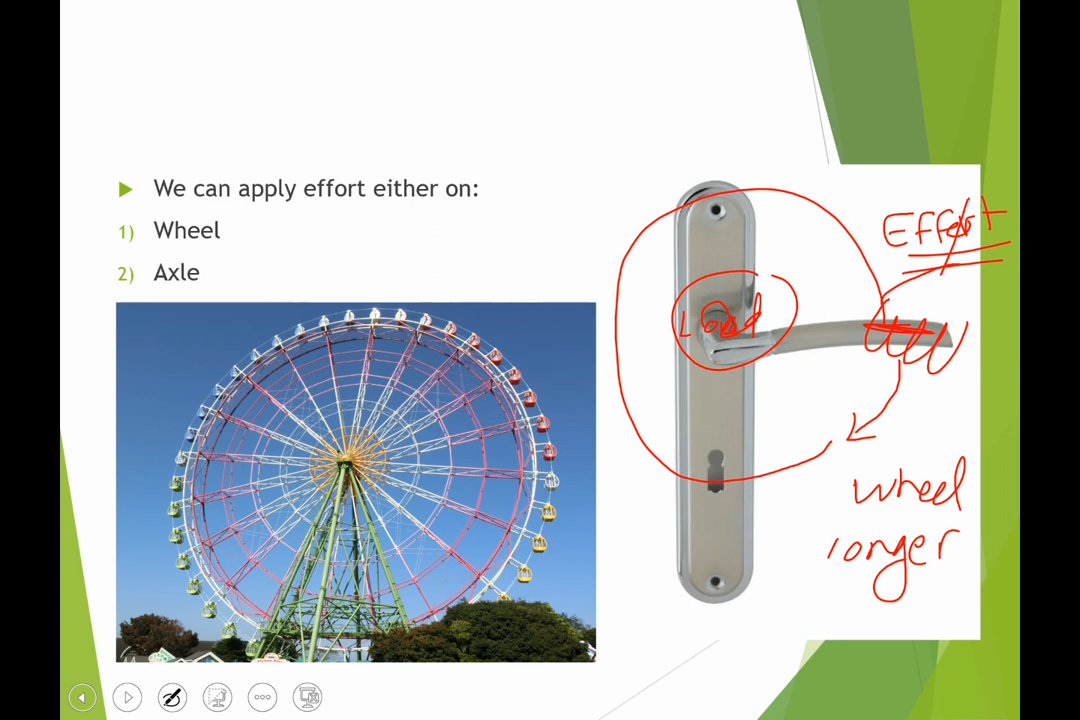 We can apply effort either on:
1) Wheel
2) Axle
Effort
Load
wheel
longer